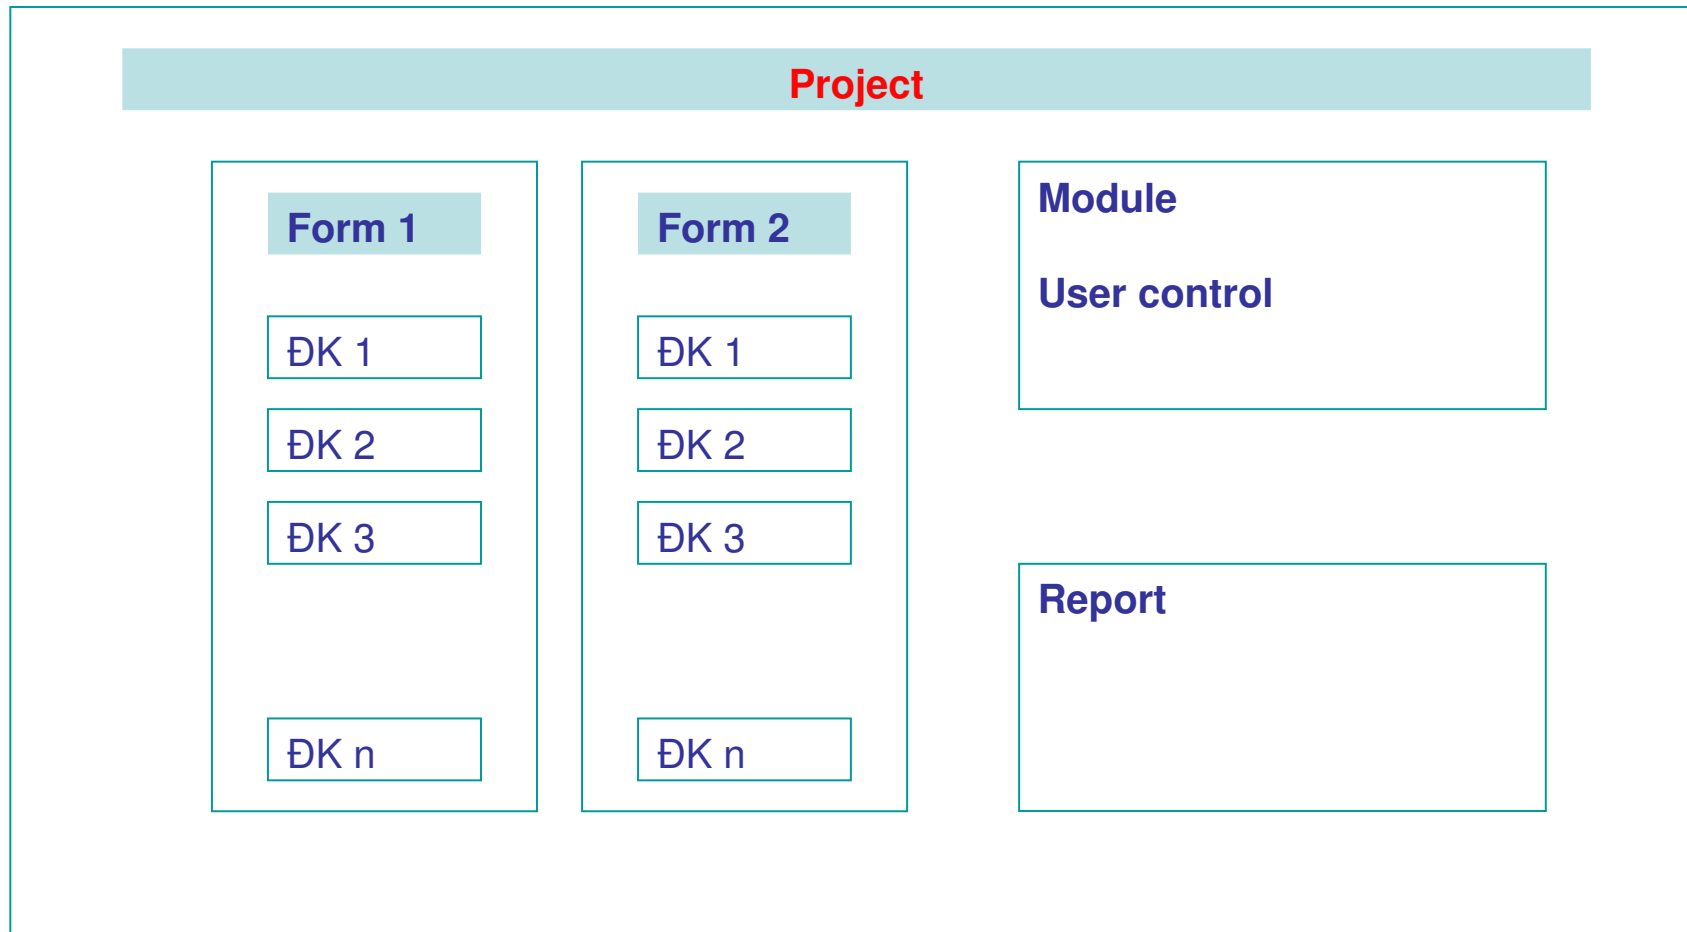 Project
Form 1
ĐK 1
ĐK 2
ĐK 3
ĐK n
Form 2
ĐK 1
ĐK 2
ĐK 3
ĐK n
Module
User control
Report